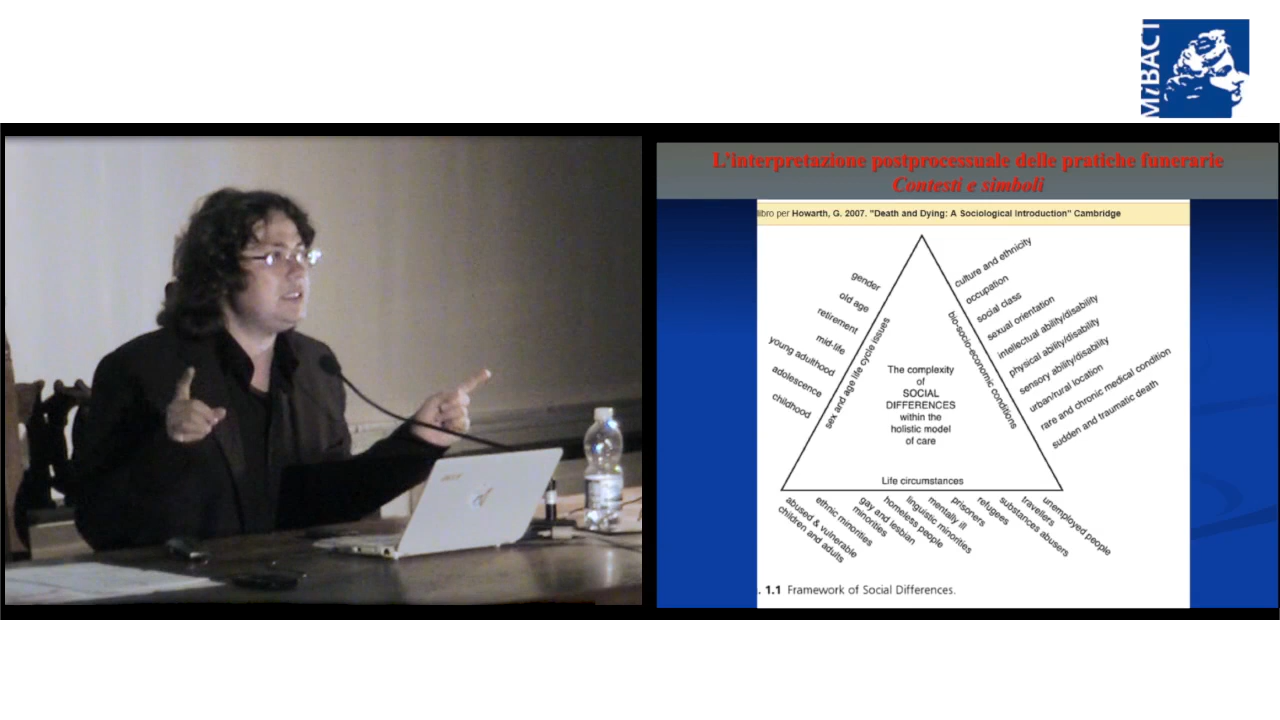 MiBACT
L'interpretazione postprocessuale delle pratiche funerarie
Contesti e simboli
libro per Howarth, G. 2007. "Death and Dying: A Sociological Introduction" Cambridge
gender
old age
retirement
mid-life
young adulthood
adolescence
childhood
sex and age life cycle issues
culture and ethnicity
occupation
social class
sexual orientation
intellectual ability/disability
physical ability/disability
sensory ability/disability
urban/rural location
rare and chronic medical condition
sudden and traumatic death
bio-socio-economic conditions
The complexity
of
SOCIAL
DIFFERENCES
within the
holistic model
of care
Life circumstances
abused & vulnerable
children and adults
ethnic minorities
gay and lesbian
minorities
homeless people
linguistic minorities
mentally ill
prisoners
refugees
substances abusers
travellers
unemployed people
. 1.1 Framework of Social Differences.
acer